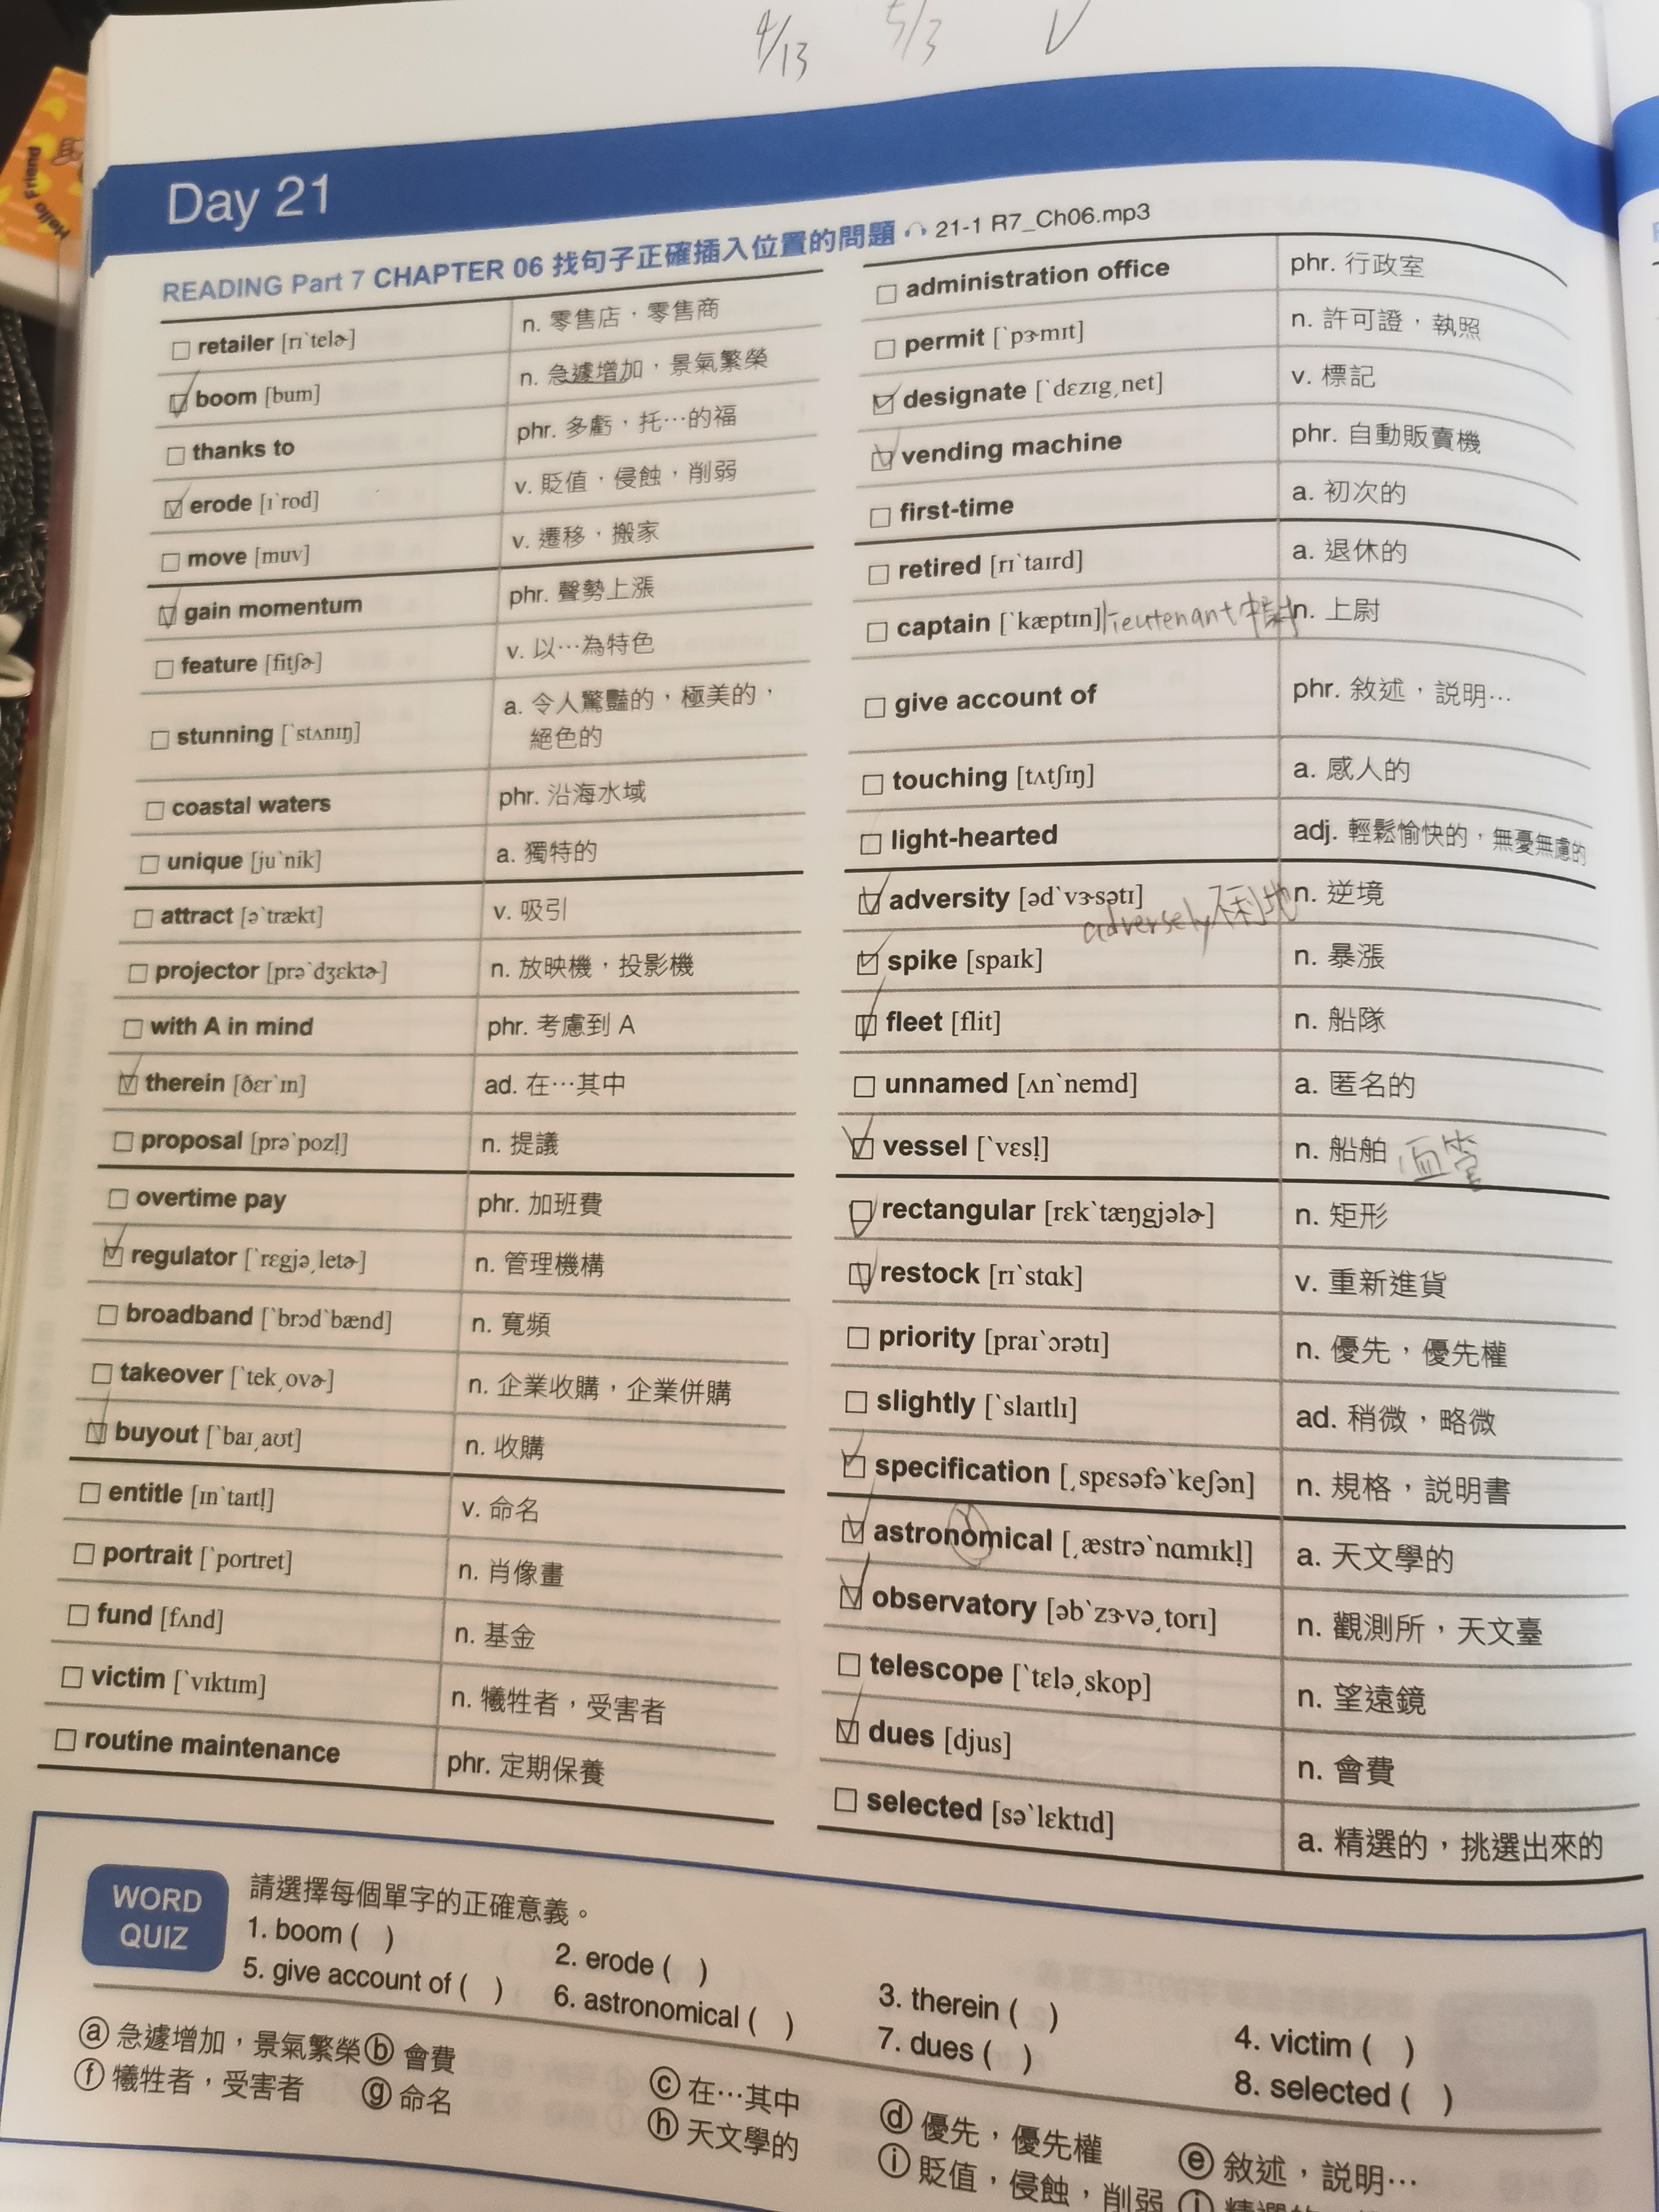 4/13 5/3 V
Hello Friend
Day 21
READING Part 7 CHAPTER 06 找句子正確插入位置的問題 21-1 R7_Ch06.mp3
□ retailer [rɪˋtelɚ] n. 零售店，零售商
□ boom [bum] n. 急遽增加，景氣繁榮
□ thanks to phr. 多虧，托…的福
□ erode [ɪˋrod] v. 貶值，侵蝕，削弱
□ move [muv] v. 遷移，搬家
□ gain momentum phr. 聲勢上漲
□ feature [fitʃɚ] v. 以…為特色
□ stunning [ˋstʌnɪŋ] a. 令人驚豔的，極美的，
絕色的
□ coastal waters phr. 沿海水域
□ unique [juˋnik] a. 獨特的
□ attract [əˋtrækt] v. 吸引
□ projector [prəˋdʒɛktɚ] n. 放映機，投影機
□ with A in mind phr. 考慮到 A
□ therein [ðɛrˋɪn] ad. 在…其中
□ proposal [prəˋpozl̩] n. 提議
□ overtime pay phr. 加班費
□ regulator [ˋrɛgjəˏletɚ] n. 管理機構
□ broadband [ˋbrɔdˋbænd] n. 寬頻
□ takeover [ˋtekˏovɚ] n. 企業收購，企業併購
□ buyout [ˋbaɪˏaʊt] n. 收購
□ entitle [ɪnˋtaɪtl̩] v. 命名
□ portrait [ˋportret] n. 肖像畫
□ fund [fʌnd] n. 基金
□ victim [ˋvɪktɪm] n. 犧牲者，受害者
□ routine maintenance phr. 定期保養
□ administration office phr. 行政室
□ permit [ˋpɝmɪt] n. 許可證，執照
□ designate [ˋdɛzɪgˏnet] v. 標記
□ vending machine phr. 自動販賣機
□ first-time a. 初次的
□ retired [rɪˋtaɪrd] a. 退休的
□ captain [ˋkæptɪn] lieutenant 中尉 n. 上尉
□ give account of phr. 敘述，説明…
□ touching [tʌtʃɪŋ] a. 感人的
□ light-hearted adj. 輕鬆愉快的，無憂無慮的
□ adversity [ədˋvɝsətɪ] n. 逆境
adversely 不利地
□ spike [spaɪk] n. 暴漲
□ fleet [flit] n. 船隊
□ unnamed [ʌnˋnemd] a. 匿名的
□ vessel [ˋvɛsl̩] n. 船舶 血管
□ rectangular [rɛkˋtæŋgjəlɚ] n. 矩形
□ restock [rɪˋstɑk] v. 重新進貨
□ priority [praɪˋɔrətɪ] n. 優先，優先權
□ slightly [ˋslaɪtlɪ] ad. 稍微，略微
□ specification [ˏspɛsəfəˋkeʃən] n. 規格，説明書
□ astronomical [ˏæstrəˋnɑmɪkl̩] a. 天文學的
□ observatory [əbˋzɝvəˏtorɪ] n. 觀測所，天文臺
□ telescope [ˋtɛləˏskop] n. 望遠鏡
□ dues [djus] n. 會費
□ selected [səˋlɛktɪd] a. 精選的，挑選出來的
WORD QUIZ
請選擇每個單字的正確意義。
1. boom ( ) 2. erode ( ) 3. therein ( ) 4. victim ( )
5. give account of ( ) 6. astronomical ( ) 7. dues ( ) 8. selected ( )
ⓐ 急遽增加，景氣繁榮 ⓑ 會費 ⓒ 在…其中 ⓓ 優先，優先權 ⓔ 敘述，説明…
ⓕ 犧牲者，受害者 ⓖ 命名 ⓗ 天文學的 ⓘ 貶值，侵蝕，削弱 ⓙ